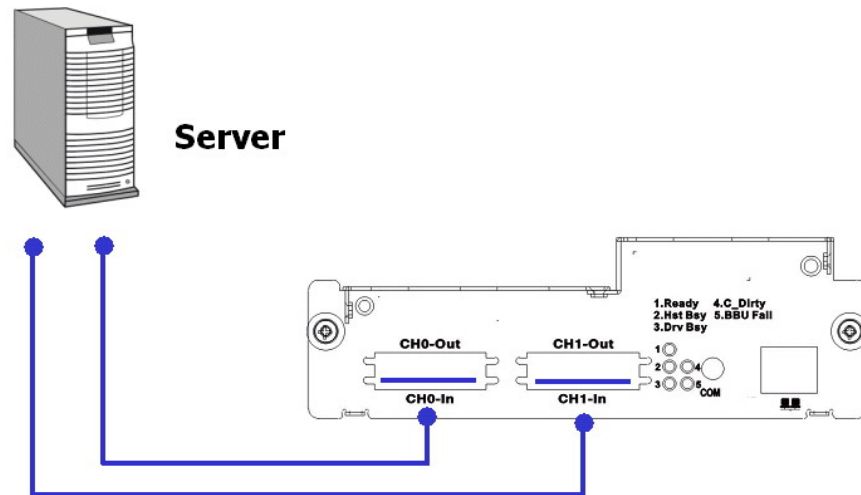 Server
1.Ready 4.C_Dirty
2.Hst Bsy 5.BBU Fail
3.Drv Bsy
CH0-Out
CH1-Out
1
2
4
3
5
COM
CH0-In
CH1-In